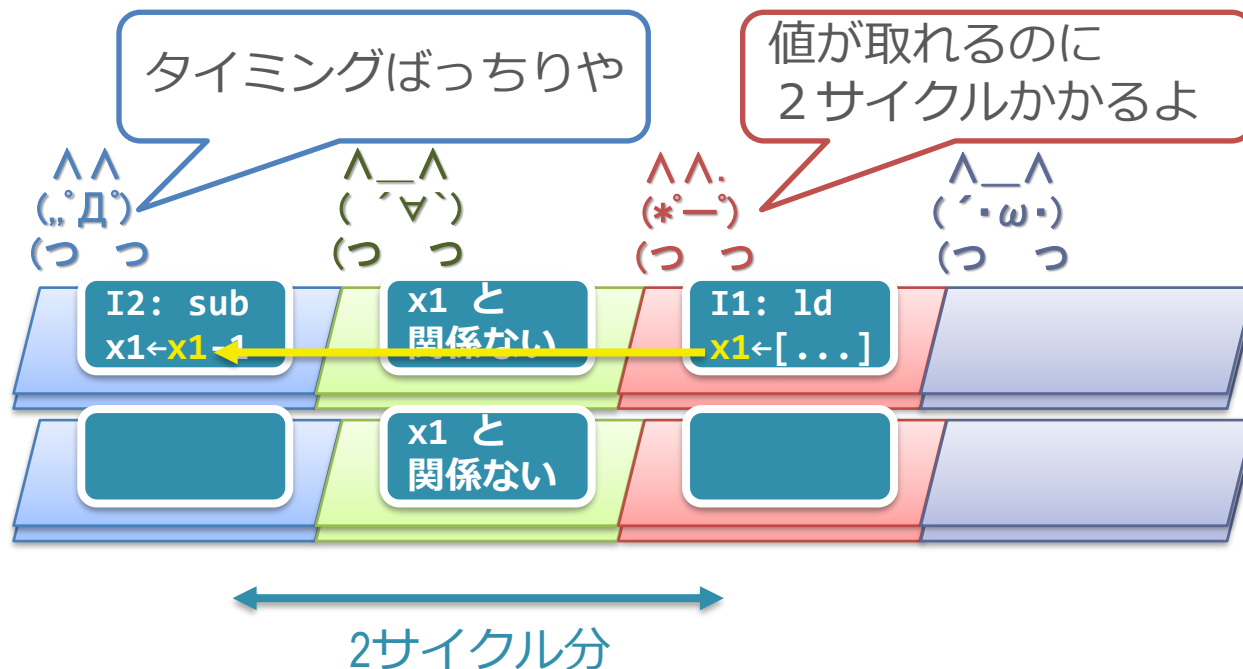 タイミングばっちりや
値が取れるのに
２サイクルかかるよ
∧∧
(„ﾟДﾟ)
(つ　つ
∧＿∧
( ´∀`)
(つ　つ
∧∧.
(*ﾟーﾟ)
(つ　つ
∧＿∧
( ´・ω・)
(つ　つ
I2: sub
x1←x1-1
x1 と
関係ない
I1: ld
x1←[...]
x1 と
関係ない
2サイクル分